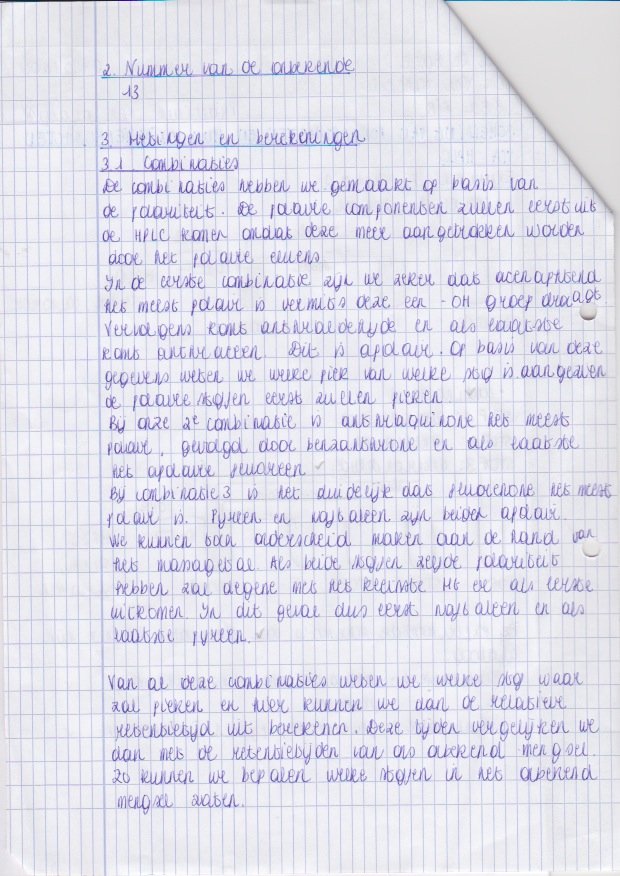 2. Nummer van de onbekende
13
3. Metingen en berekeningen
3.1 Combinaties
De combinaties hebben we gemaakt op basis van
de polariteit. De polaire componenten zullen eerst uit
de HPLC komen omdat deze meer aangetrokken worden
door het polaire eluens.
In de eerste combinatie zijn we zeker dat acenaphtenol
het meest polair is vermits deze een -OH groep draagt.
Vervolgens komt anthraldehyde en als laatste
komt anthraceen. Dit is apolair. Op basis van deze
gegevens weten we welke piek van welke stof is aangezien
de polaire stoffen eerst zullen pieken.
Bij onze 2e combinatie is anthraquinone het meest
polair, gevolgd door benzanthrone en als laatste
het apolaire fluoreen
Bij combinatie 3 is het duidelijk dat fluorenone het meest
polair is. Pyreen en naftaleen zijn beiden apolair.
We kunnen toch onderscheid maken aan de hand van
het massagetal. Als beide stoffen zelfde polariteit
hebben zal degene met het kleinste Mt er als eerste
uitkomen. In dit geval dus eerst naftaleen en als
laatste pyreen.
Van al deze combinaties weten we welke stof waar
zal pieken en hier kunnen we dan de relatieve
retentietijd uit berekenen. Deze tijden vergelijken we
dan met de retentietijden van ons onbekend mengsel.
Zo kunnen we bepalen welke stoffen in het onbekend
mengsel zaten.